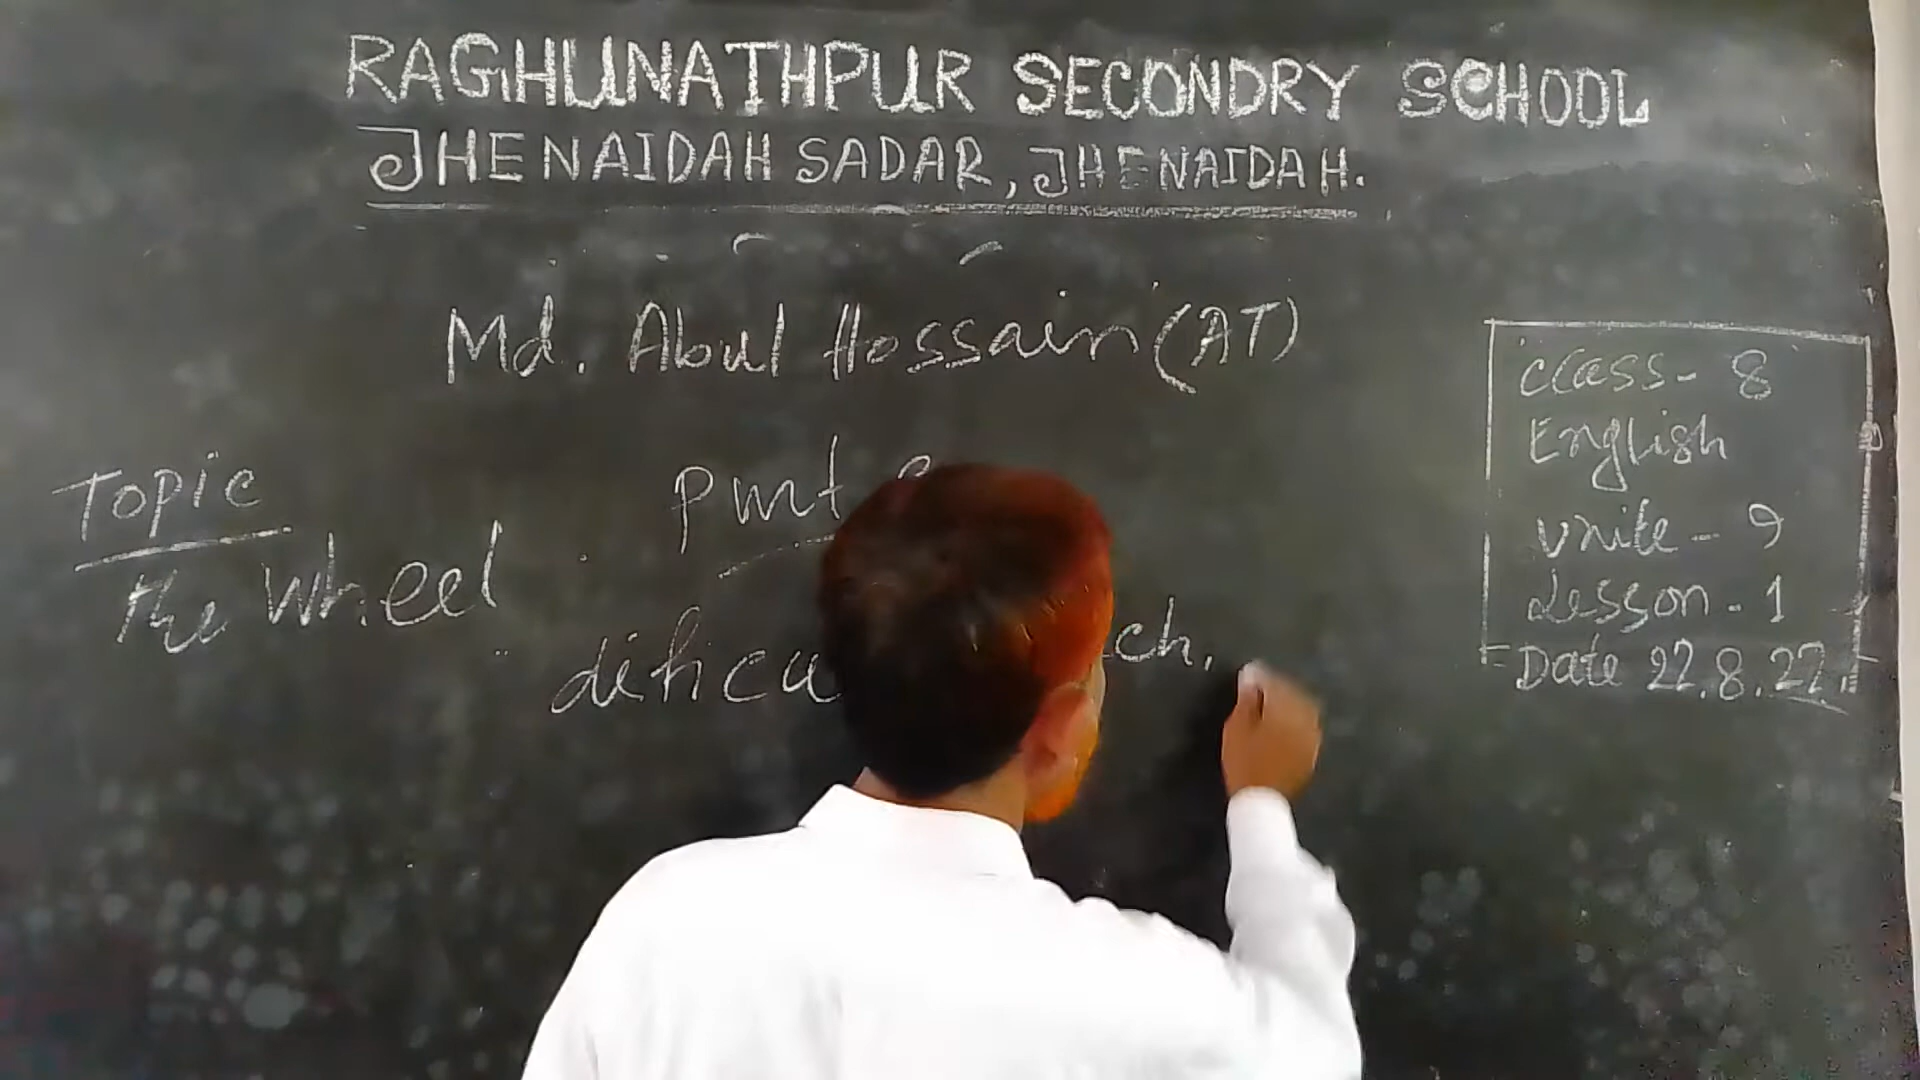 RAGHUNATHPUR SECONDRY SCHOOL
JHENAIDAH SADAR, JHENAIDAH.
Md. Abul Hossain (AT)
Topic
the Wheel
class - 8
English
unite - 9
Lesson - 1
Date 22.8.22.